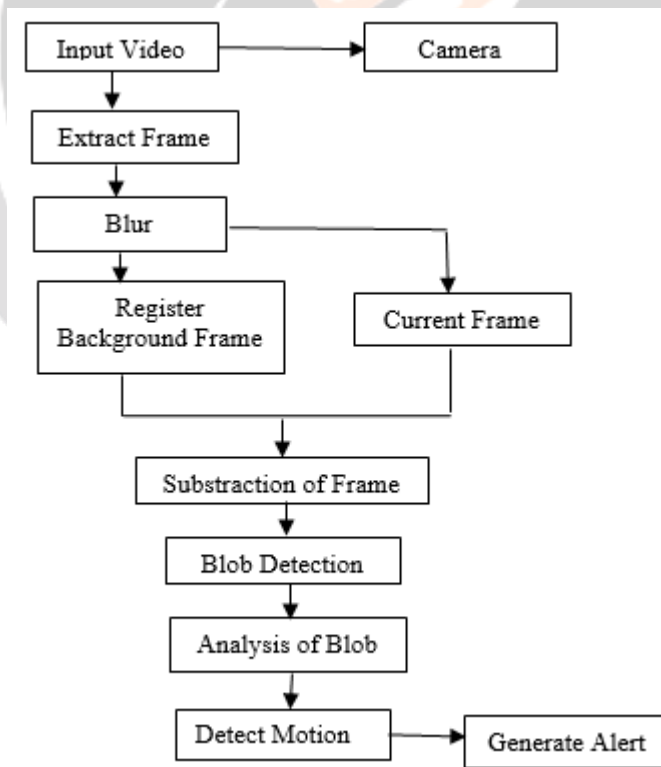 Input Video
Camera
Extract Frame
Blur
Register
Background Frame
Current Frame
Substraction of Frame
Blob Detection
Analysis of Blob
Detect Motion
Generate Alert